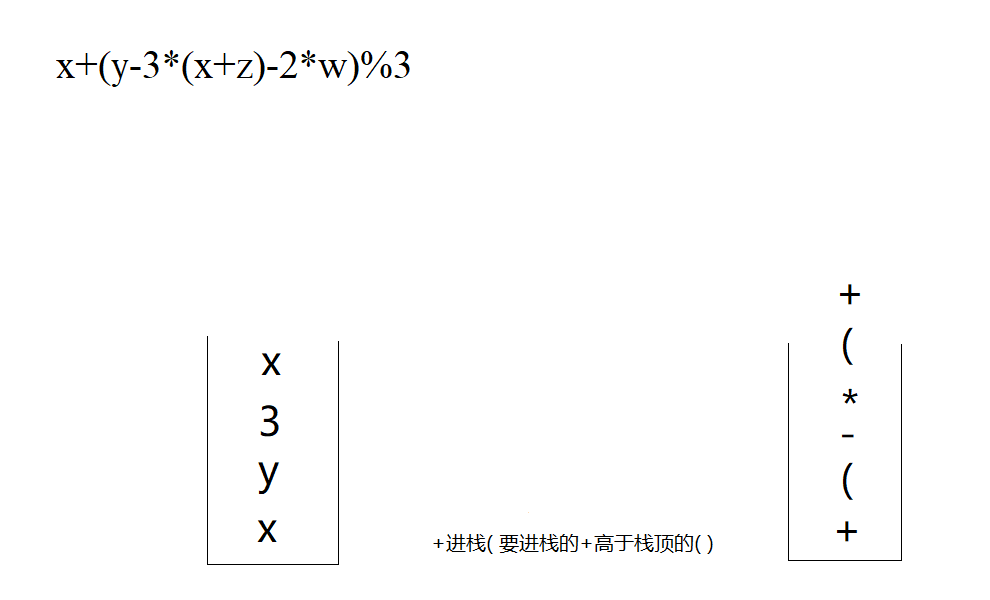 x+(y-3*(x+z)-2*w)%3
+
(
x
*
3
-
y
(
x
+
+进栈( 要进栈的+高于栈顶的( )